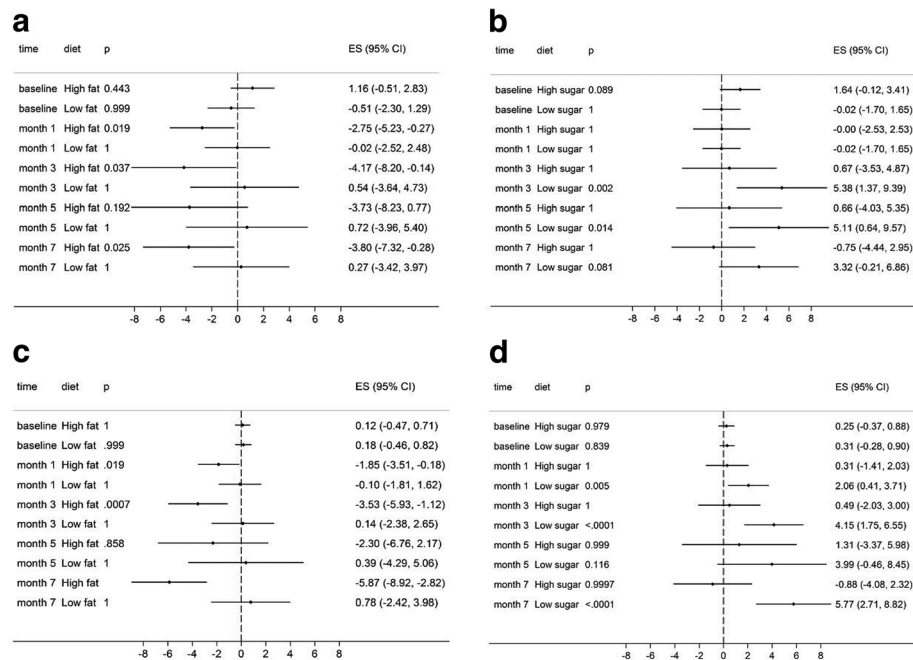 a
time diet p ES (95% CI)
baseline High fat 0.443 1.16 (-0.51, 2.83)
baseline Low fat 0.999 -0.51 (-2.30, 1.29)
month 1 High fat 0.019 -2.75 (-5.23, -0.27)
month 1 Low fat 1 -0.02 (-2.52, 2.48)
month 3 High fat 0.037 -4.17 (-8.20, -0.14)
month 3 Low fat 1 0.54 (-3.64, 4.73)
month 5 High fat 0.192 -3.73 (-8.23, 0.77)
month 5 Low fat 1 0.72 (-3.96, 5.40)
month 7 High fat 0.025 -3.80 (-7.32, -0.28)
month 7 Low fat 1 0.27 (-3.42, 3.97)
-8 -6 -4 -2 0 2 4 6 8
b
time diet p ES (95% CI)
baseline High sugar 0.089 1.64 (-0.12, 3.41)
baseline Low sugar 1 -0.02 (-1.70, 1.65)
month 1 High sugar 1 -0.00 (-2.53, 2.53)
month 1 Low sugar 1 -0.02 (-1.70, 1.65)
month 3 High sugar 1 0.67 (-3.53, 4.87)
month 3 Low sugar 0.002 5.38 (1.37, 9.39)
month 5 High sugar 1 0.66 (-4.03, 5.35)
month 5 Low sugar 0.014 5.11 (0.64, 9.57)
month 7 High sugar 1 -0.75 (-4.44, 2.95)
month 7 Low sugar 0.081 3.32 (-0.21, 6.86)
-8 -6 -4 -2 0 2 4 6 8
c
time diet p ES (95% CI)
baseline High fat 1 0.12 (-0.47, 0.71)
baseline Low fat .999 0.18 (-0.46, 0.82)
month 1 High fat .019 -1.85 (-3.51, -0.18)
month 1 Low fat 1 -0.10 (-1.81, 1.62)
month 3 High fat .0007 -3.53 (-5.93, -1.12)
month 3 Low fat 1 0.14 (-2.38, 2.65)
month 5 High fat .858 -2.30 (-6.76, 2.17)
month 5 Low fat 1 0.39 (-4.29, 5.06)
month 7 High fat -5.87 (-8.92, -2.82)
month 7 Low fat 1 0.78 (-2.42, 3.98)
-8 -6 -4 -2 0 2 4 6 8
d
time diet p ES (95% CI)
baseline High sugar 0.979 0.25 (-0.37, 0.88)
baseline Low sugar 0.839 0.31 (-0.28, 0.90)
month 1 High sugar 1 0.31 (-1.41, 2.03)
month 1 Low sugar 0.005 2.06 (0.41, 3.71)
month 3 High sugar 1 0.49 (-2.03, 3.00)
month 3 Low sugar <.0001 4.15 (1.75, 6.55)
month 5 High sugar 0.999 1.31 (-3.37, 5.98)
month 5 Low sugar 0.116 3.99 (-0.46, 8.45)
month 7 High sugar 0.9997 -0.88 (-4.08, 2.32)
month 7 Low sugar <.0001 5.77 (2.71, 8.82)
-8 -6 -4 -2 0 2 4 6 8